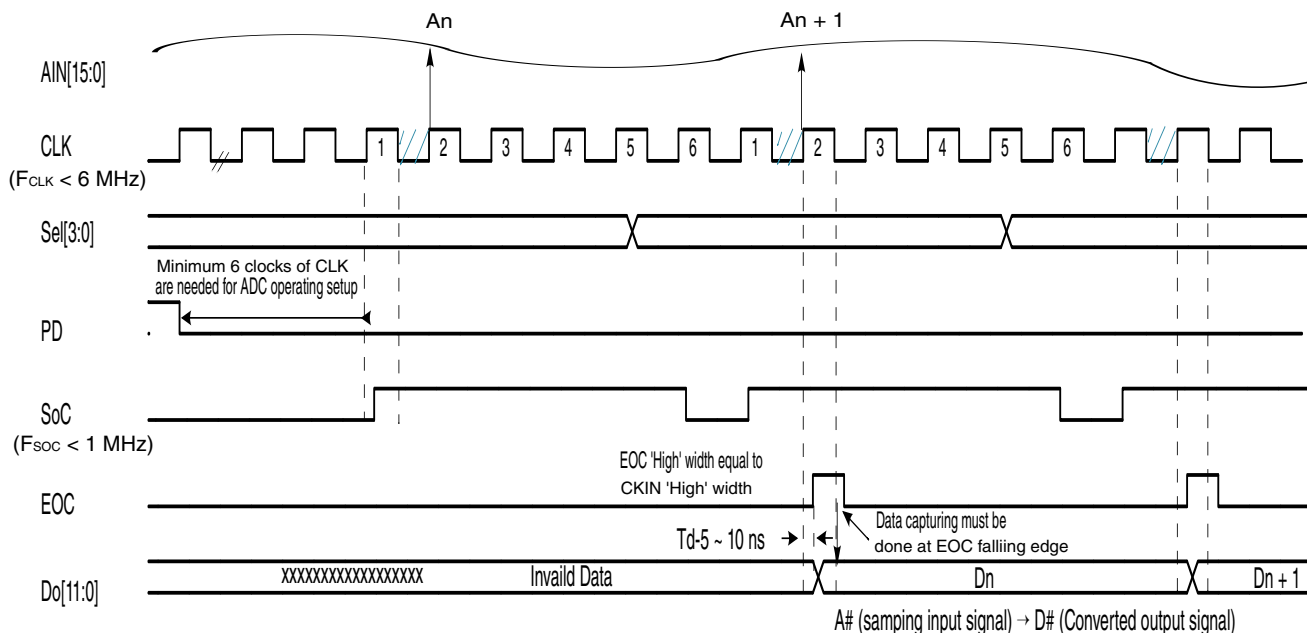 An An + 1
AIN[15:0]
CLK 1 2 3 4 5 6 1 2 3 4 5 6
(FCLK < 6 MHz)
Sel[3:0]
Minimum 6 clocks of CLK
are needed for ADC operating setup
PD
SoC
(FSOC < 1 MHz)
EOC 'High' width equal to
CKIN 'High' width
EOC
Data capturing must be
done at EOC falliing edge
Td-5 ~ 10 ns
Do[11:0] XXXXXXXXXXXXXXXXXX Invaild Data Dn Dn + 1
A# (samping input signal) → D# (Converted output signal)